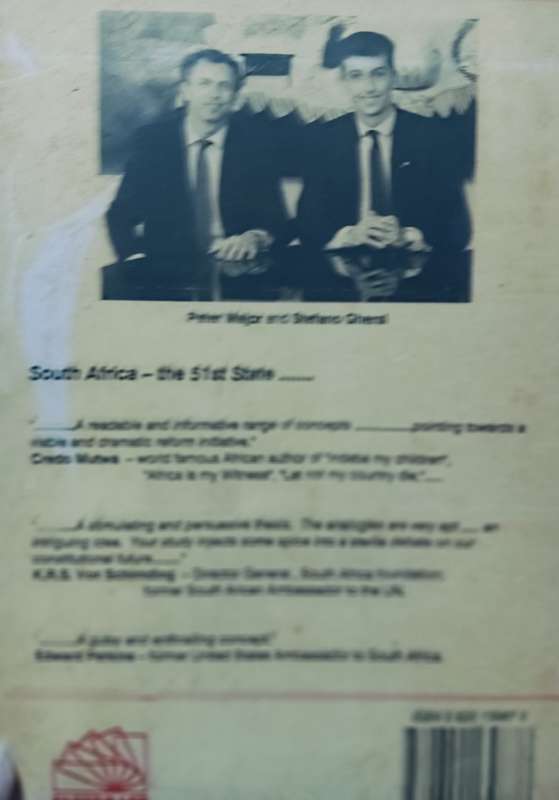 Peter Major and Stefano Ghersi
South Africa – the 51st State .......
"..........A readable and informative range of concepts ..............pointing towards a
viable and dramatic reform initiative."
Credo Mutwa – world famous African author of "Indaba my children",
"Africa is my Witness", "Let not my country die,"....
"..........A stimulating and persuasive thesis. The analogies are very apt..... an
intriguing idea. Your study injects some spice into a sterile debate on our
constitutional future......."
Von – Director General, South Africa foundation;
former South African Ambassador to the UN.
"..........A gutsy and enthralling concept!"
Edward Perkins – former United States Ambassador to South Africa.
ISBN 0 620